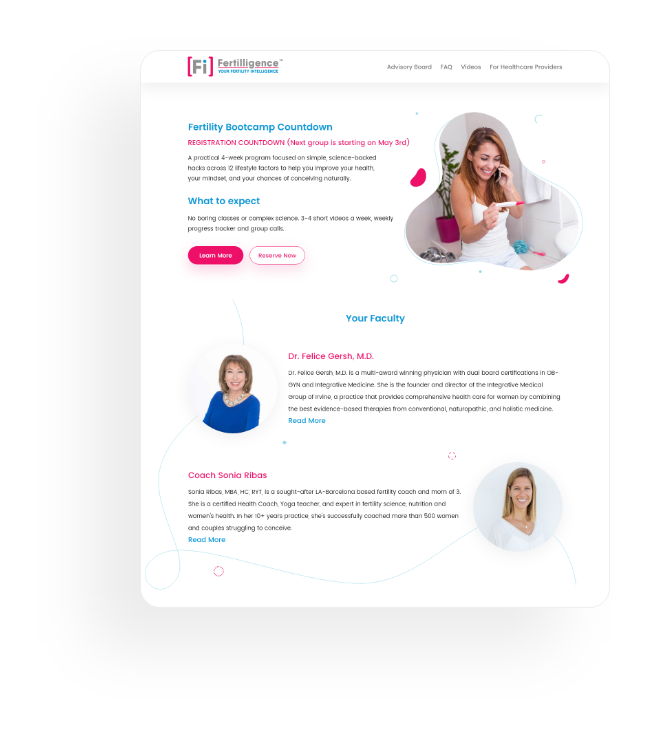 [Fi] Fertilligence™
YOUR FERTILITY INTELLIGENCE
Advisory Board FAQ Videos For Healthcare Providers
Fertility Bootcamp Countdown
REGISTRATION COUNTDOWN (Next group is starting on May 3rd)
A practical 4-week program focused on simple, science-backed
hacks across 12 lifestyle factors to help you improve your health,
your mindset, and your chances of conceiving naturally.
What to expect
No boring classes or complex science. 3-4 short videos a week, weekly
progress tracker and group calls.
Learn More Reserve Now
Your Faculty
Dr. Felice Gersh, M.D.
Dr. Felice Gersh, M.D. is a multi-award winning physician with dual board certifications in OB-
GYN and Integrative Medicine. She is the founder and director of the Integrative Medical
Group of Irvine, a practice that provides comprehensive health care for women by combining
the best evidence-based therapies from conventional, naturopathic, and holistic medicine.
Read More
Coach Sonia Ribas
Sonia Ribas, MBA, HC, RYT, is a sought-after LA-Barcelona based fertility coach and mom of 3.
She is a certified Health Coach, Yoga teacher, and expert in fertility science, nutrition and
women's health. In her 10+ years practice, she's successfully coached more than 500 women
and couples struggling to conceive.
Read More